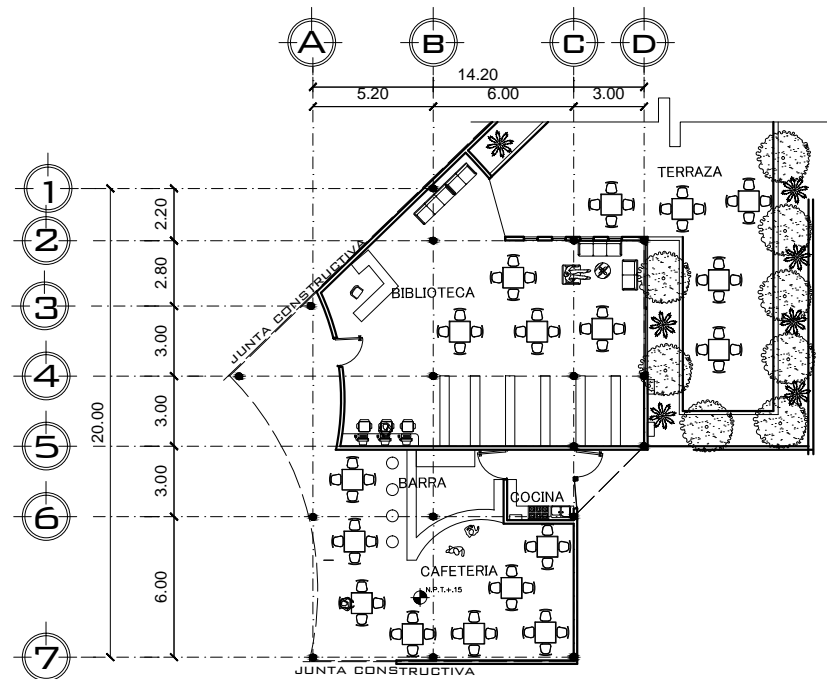 A B C D
14.20
5.20 6.00 3.00
1
2
3
4
5
6
7
20.00
2.20
2.80
3.00
3.00
3.00
6.00
TERRAZA
JUNTA CONSTRUCTIVA
BIBLIOTECA
BARRA
COCINA
CAFETERIA
N.P.T.+.15
JUNTA CONSTRUCTIVA